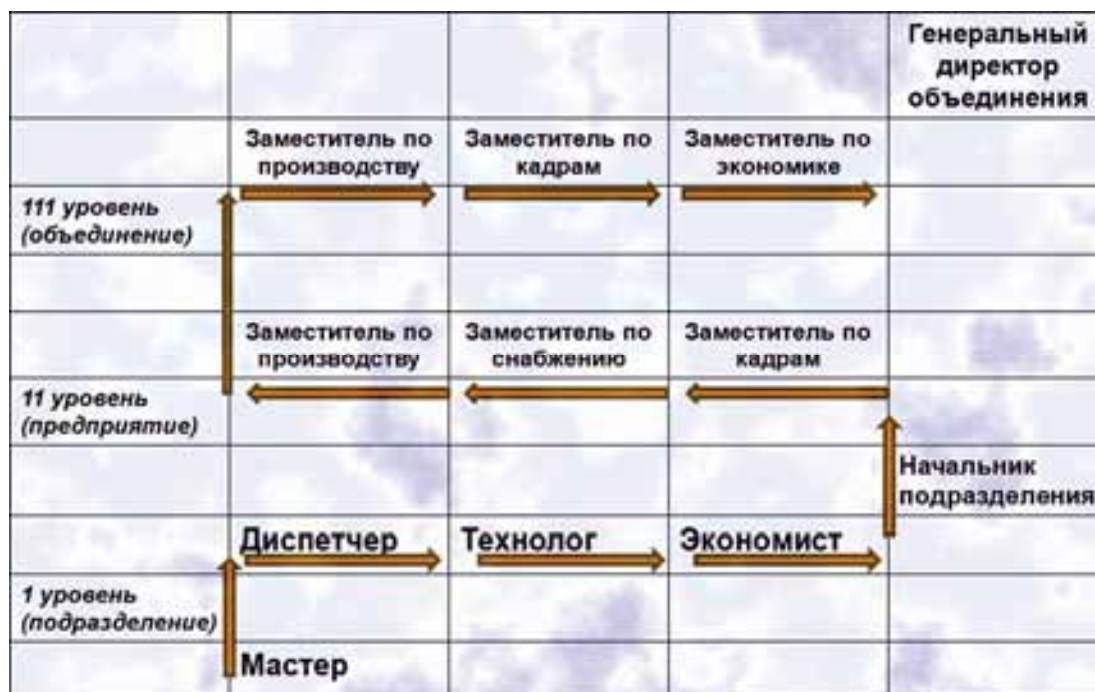 Генеральный
директор
объединения
Заместитель по
производству
Заместитель по
кадрам
Заместитель по
экономике
111 уровень
(объединение)
Заместитель по
производству
Заместитель по
снабжению
Заместитель по
кадрам
11 уровень
(предприятие)
Начальник
подразделения
Диспетчер
Технолог
Экономист
1 уровень
(подразделение)
Мастер